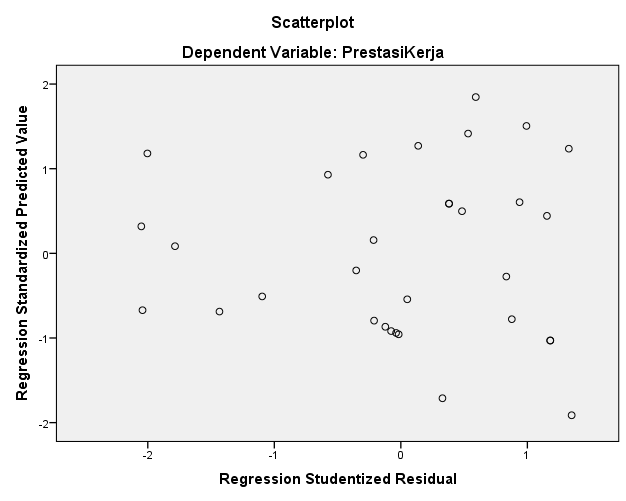 Scatterplot
Dependent Variable: PrestasiKerja
Regression Standardized Predicted Value
2
1
0
-1
-2
-2
-1
0
1
Regression Studentized Residual